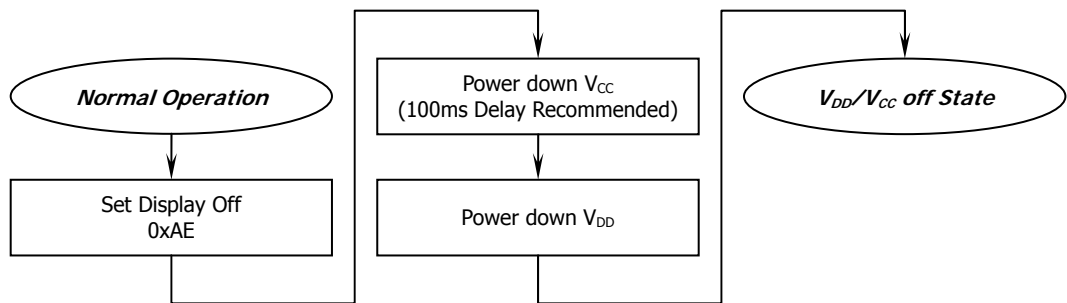 Normal Operation
Set Display Off
0xAE
Power down VCC
(100ms Delay Recommended)
Power down VDD
VDD/VCC off State